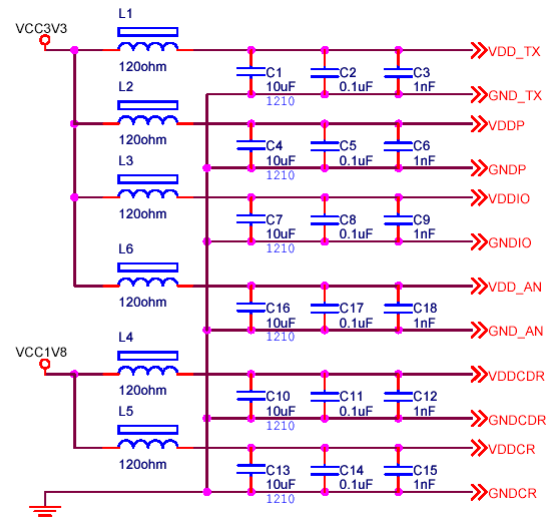 L1
VCC3V3
120ohm
VDD_TX
C1
C2
C3
10uF
0.1uF
1nF
1210
GND_TX
L2
120ohm
VDDP
C4
C5
C6
10uF
0.1uF
1nF
1210
GNDP
L3
120ohm
VDDIO
C7
C8
C9
10uF
0.1uF
1nF
1210
GNDIO
L6
120ohm
VDD_AN
C16
C17
C18
10uF
0.1uF
1nF
1210
GND_AN
L4
VCC1V8
120ohm
VDDCDR
C10
C11
C12
10uF
0.1uF
1nF
1210
GNDCDR
L5
120ohm
VDDCR
C13
C14
C15
10uF
0.1uF
1nF
1210
GNDCR